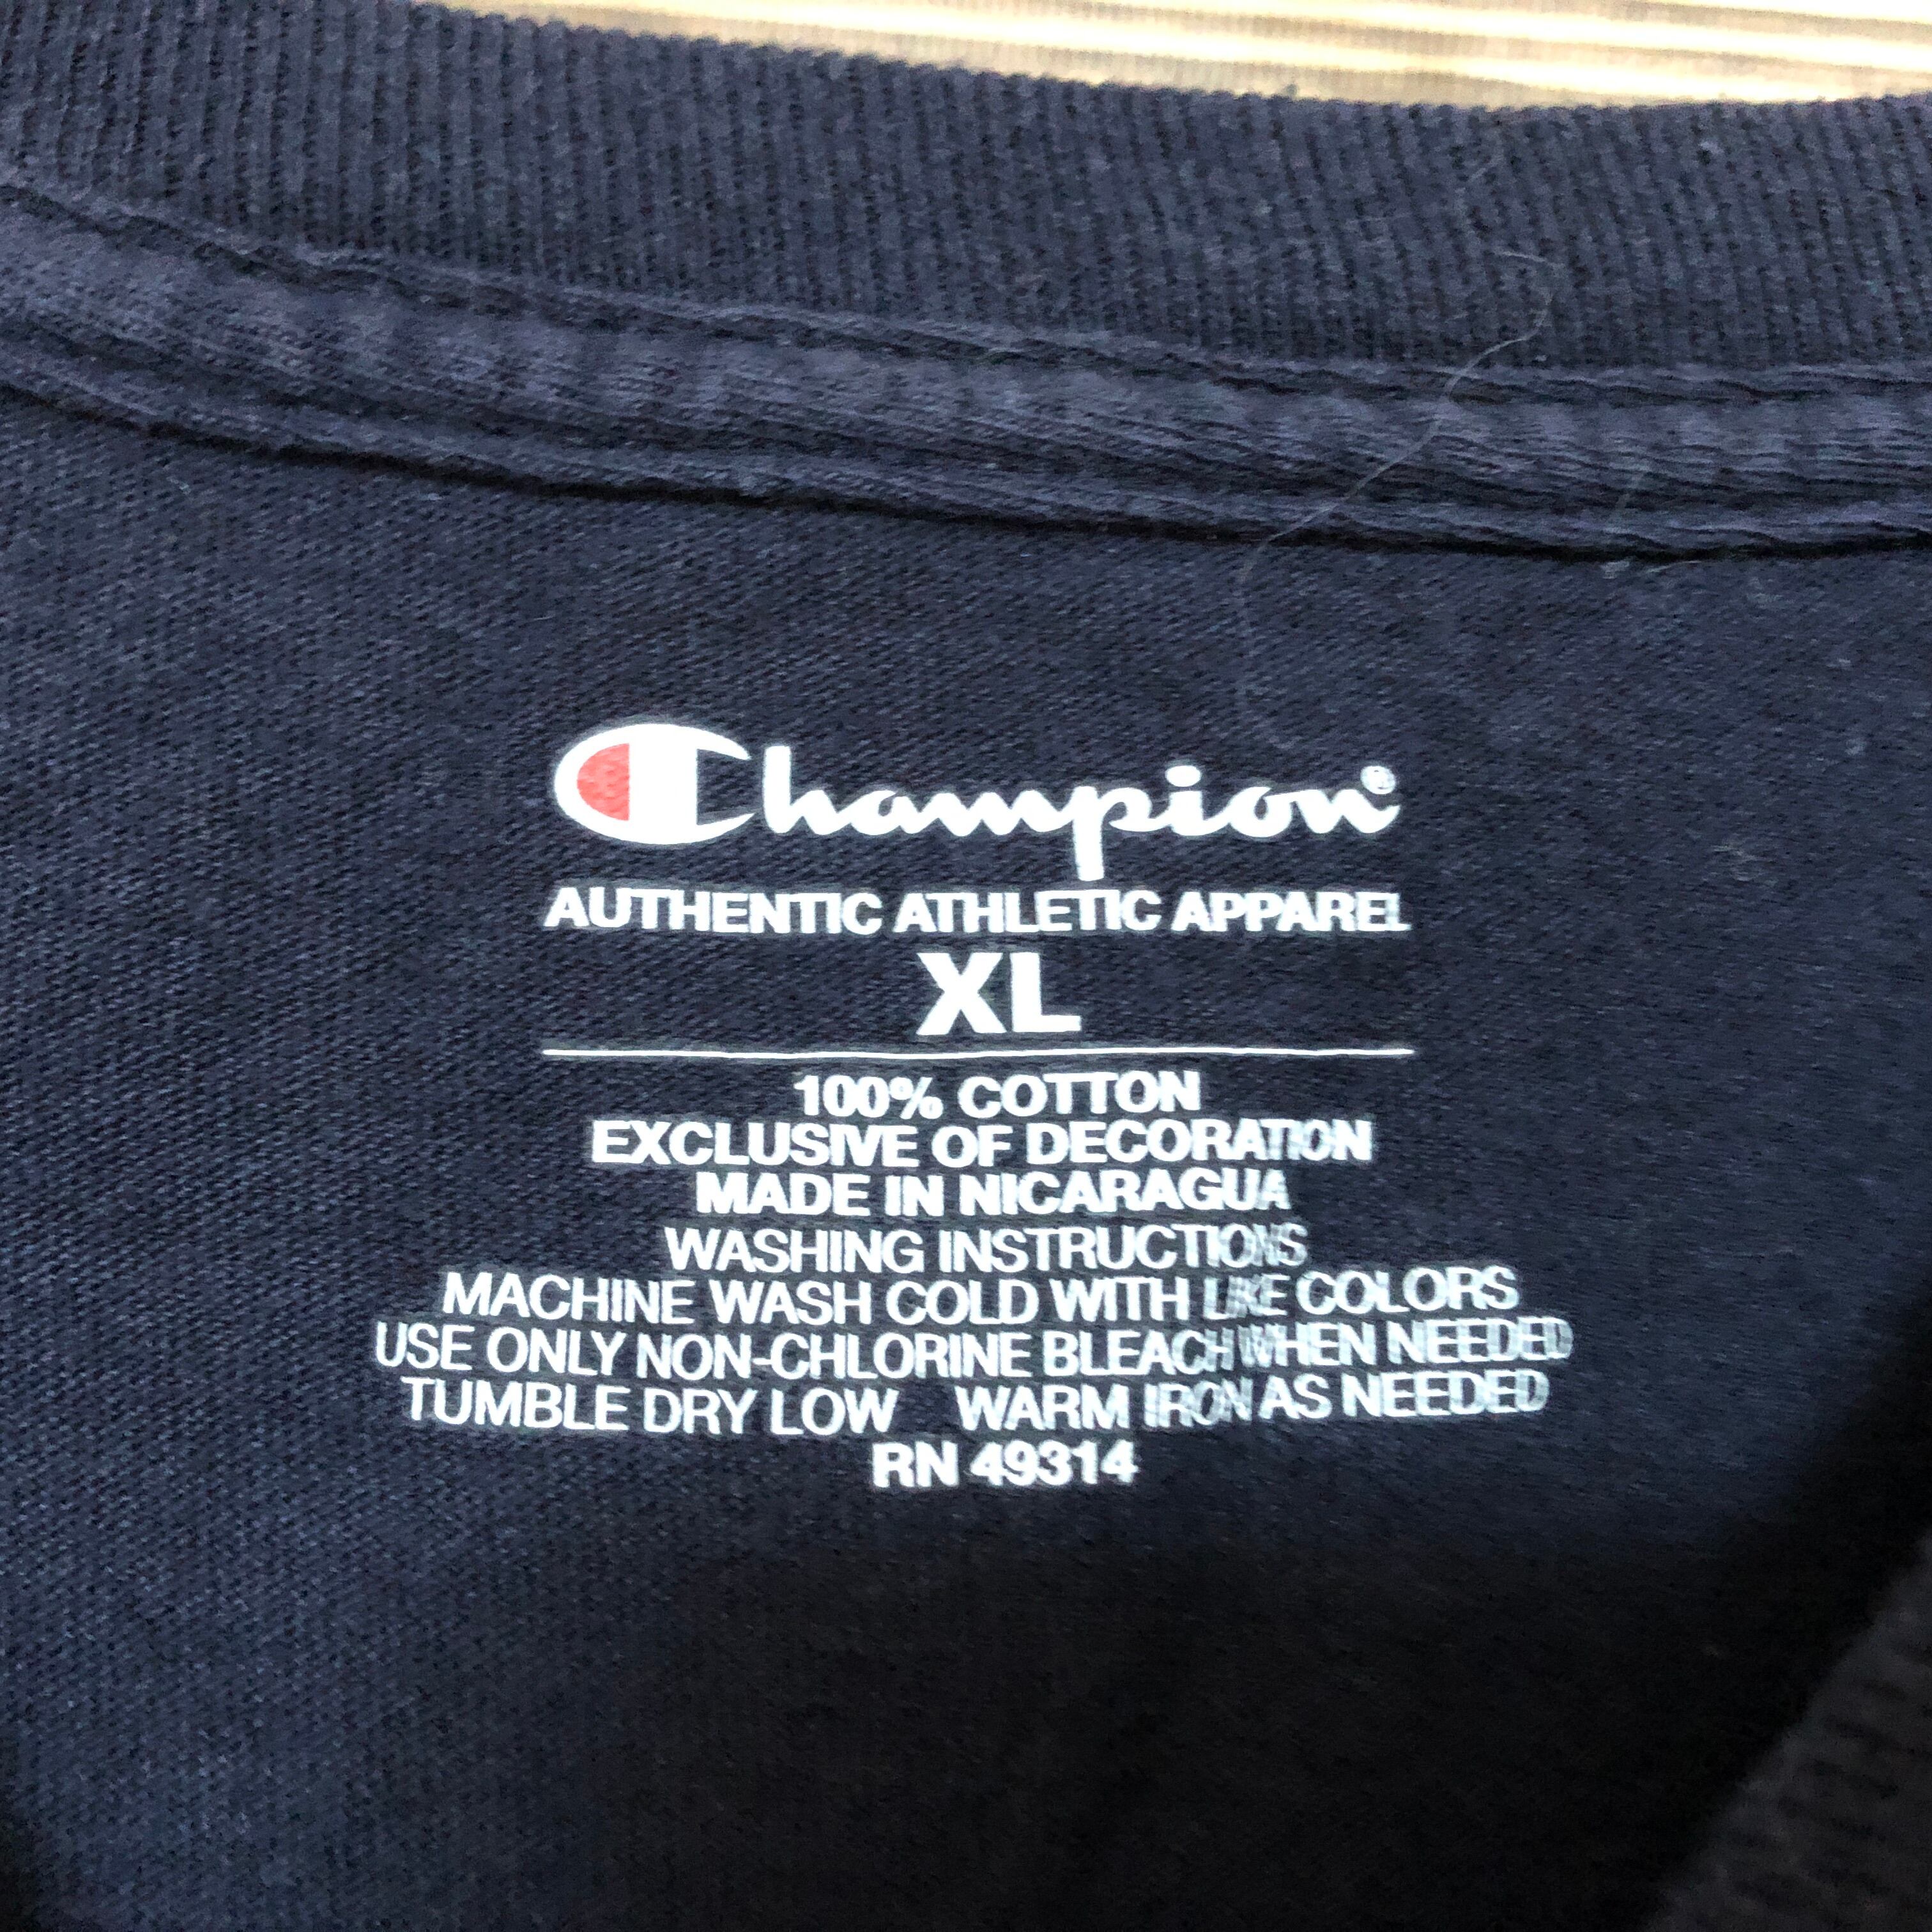 Champion®
AUTHENTIC ATHLETIC APPAREL
XL
100% COTTON
EXCLUSIVE OF DECORATION
MADE IN NICARAGUA
WASHING INSTRUCTIONS
MACHINE WASH COLD WITH LIKE COLORS
USE ONLY NON-CHLORINE BLEACH WHEN NEEDED
TUMBLE DRY LOW WARM IRON AS NEEDED
RN 49314